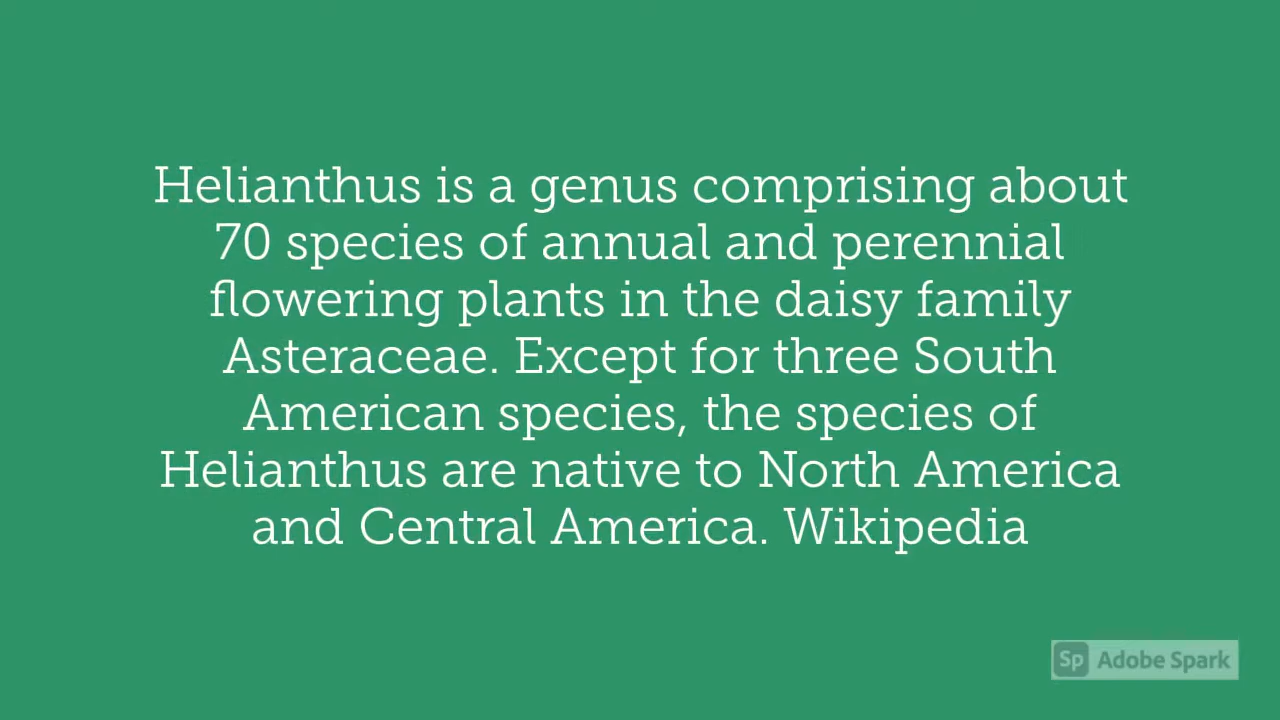 Helianthus is a genus comprising about
70 species of annual and perennial
flowering plants in the daisy family
Asteraceae. Except for three South
American species, the species of
Helianthus are native to North America
and Central America. Wikipedia
Sp Adobe Spark